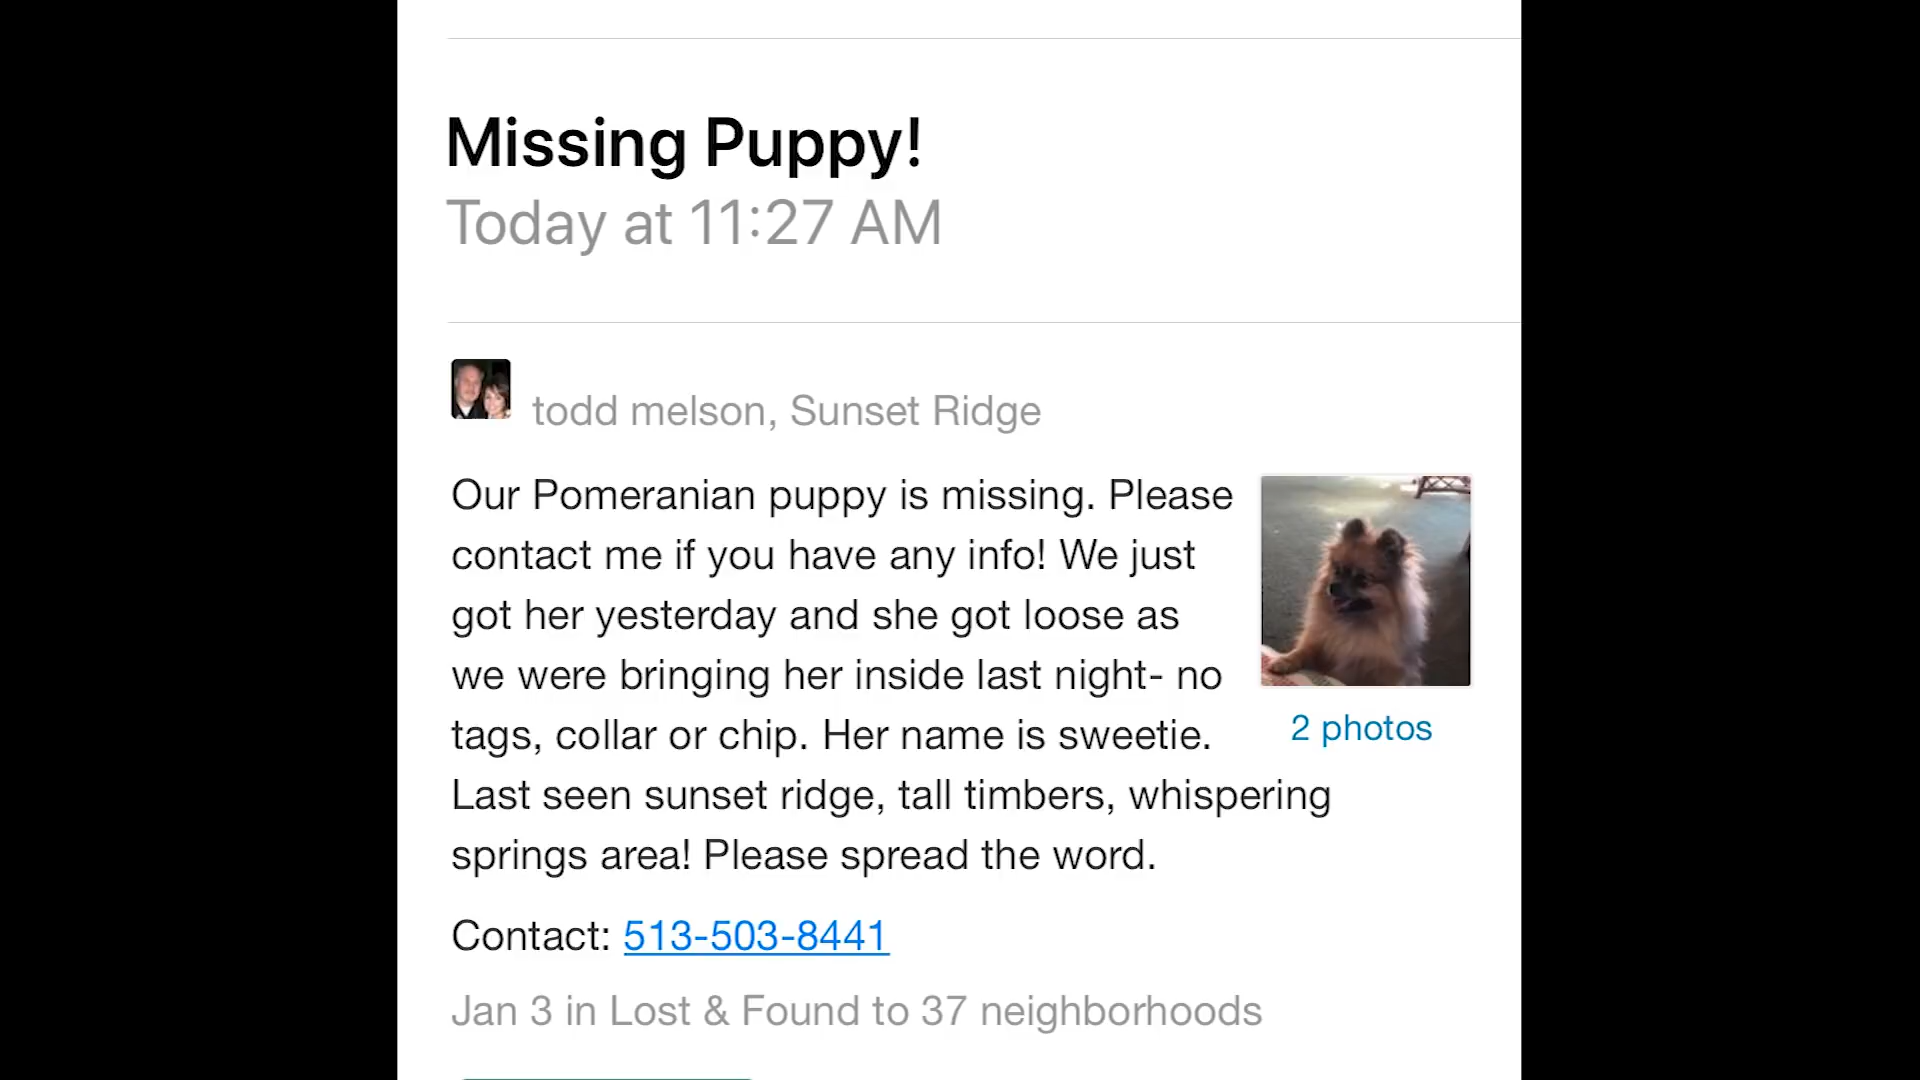 Missing Puppy!
Today at 11:27 AM
todd melson, Sunset Ridge
Our Pomeranian puppy is missing. Please
contact me if you have any info! We just
got her yesterday and she got loose as
we were bringing her inside last night- no
tags, collar or chip. Her name is sweetie.
2 photos
Last seen sunset ridge, tall timbers, whispering
springs area! Please spread the word.
Contact: 513-503-8441
Jan 3 in Lost & Found to 37 neighborhoods